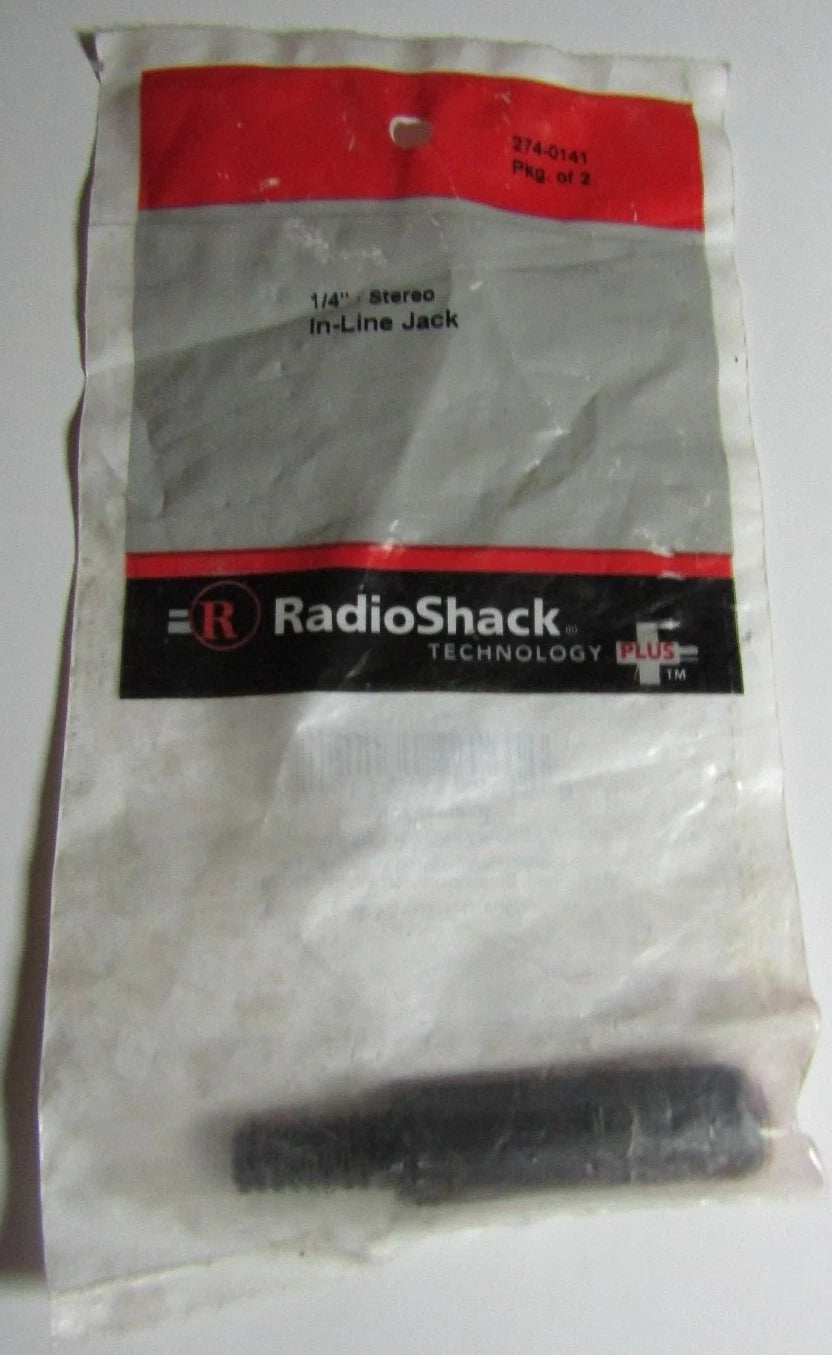 274-0141
Pkg. of 2
1/4" Stereo
In-Line Jack
R RadioShack
TECHNOLOGY PLUS TM